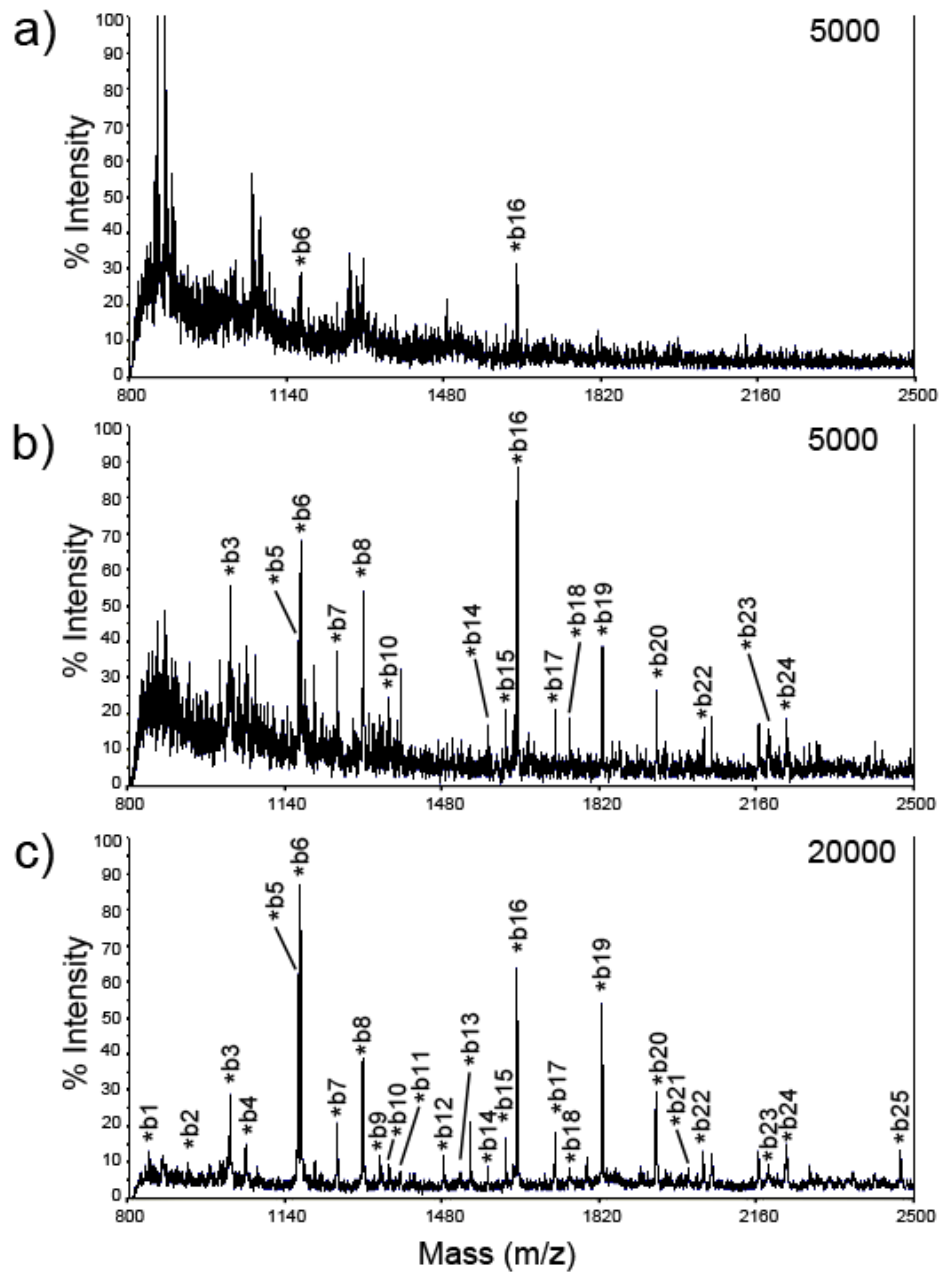 a)
5000
% Intensity
100
90
80
70
60
50
40
30
20
10
0
*b6
*b16
800 1140 1480 1820 2160 2500
b)
5000
% Intensity
100
90
80
70
60
50
40
30
20
10
0
*b3
*b5
*b6
*b7
*b8
*b10
*b14
*b15
*b16
*b17
*b18
*b19
*b20
*b22
*b23
*b24
800 1140 1480 1820 2160 2500
c)
20000
% Intensity
100
90
80
70
60
50
40
30
20
10
0
*b1
*b2
*b3
*b4
*b5
*b6
*b7
*b8
*b9
*b10
*b11
*b12
*b13
*b14
*b15
*b16
*b17
*b18
*b19
*b20
*b21
*b22
*b23
*b24
*b25
800 1140 1480 1820 2160 2500
Mass (m/z)